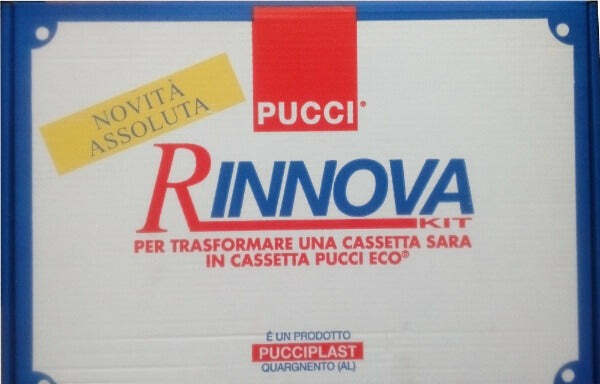 NOVITÀ
ASSOLUTA
PUCCI®
RINNOVA
KIT
PER TRASFORMARE UNA CASSETTA SARA
IN CASSETTA PUCCI ECO®
È UN PRODOTTO
PUCCIPLAST
QUARGNENTO (AL)